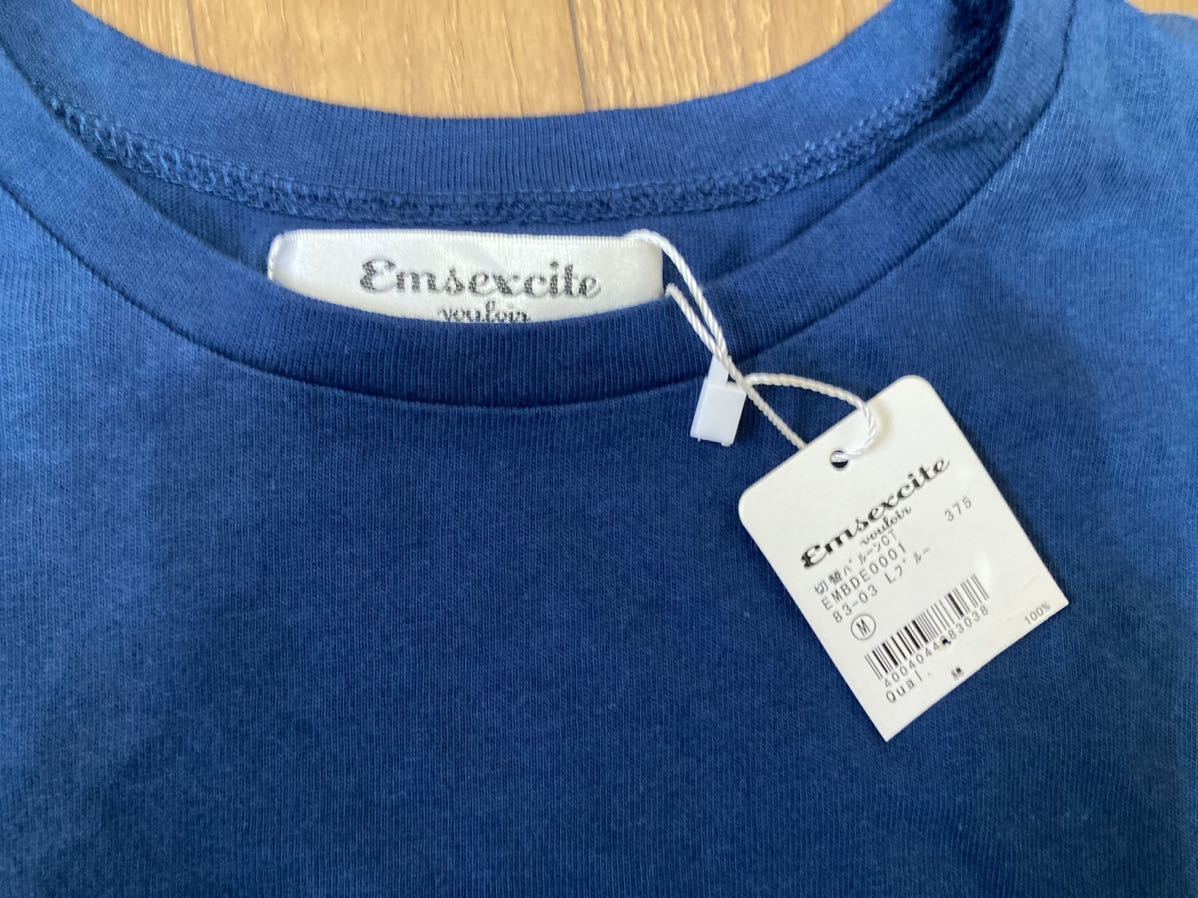 Emsexcite
vouloir
Emsexcite
vouloir
375
切替バルーンCT
EMBDE0001
83-03 Lブルー
M
Qual. 綿 100%